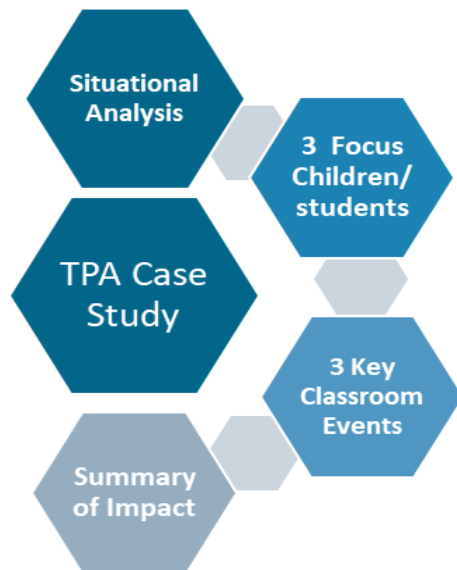 Situational
Analysis
3 Focus
Children/
students
TPA Case
Study
3 Key
Classroom
Events
Summary
of Impact